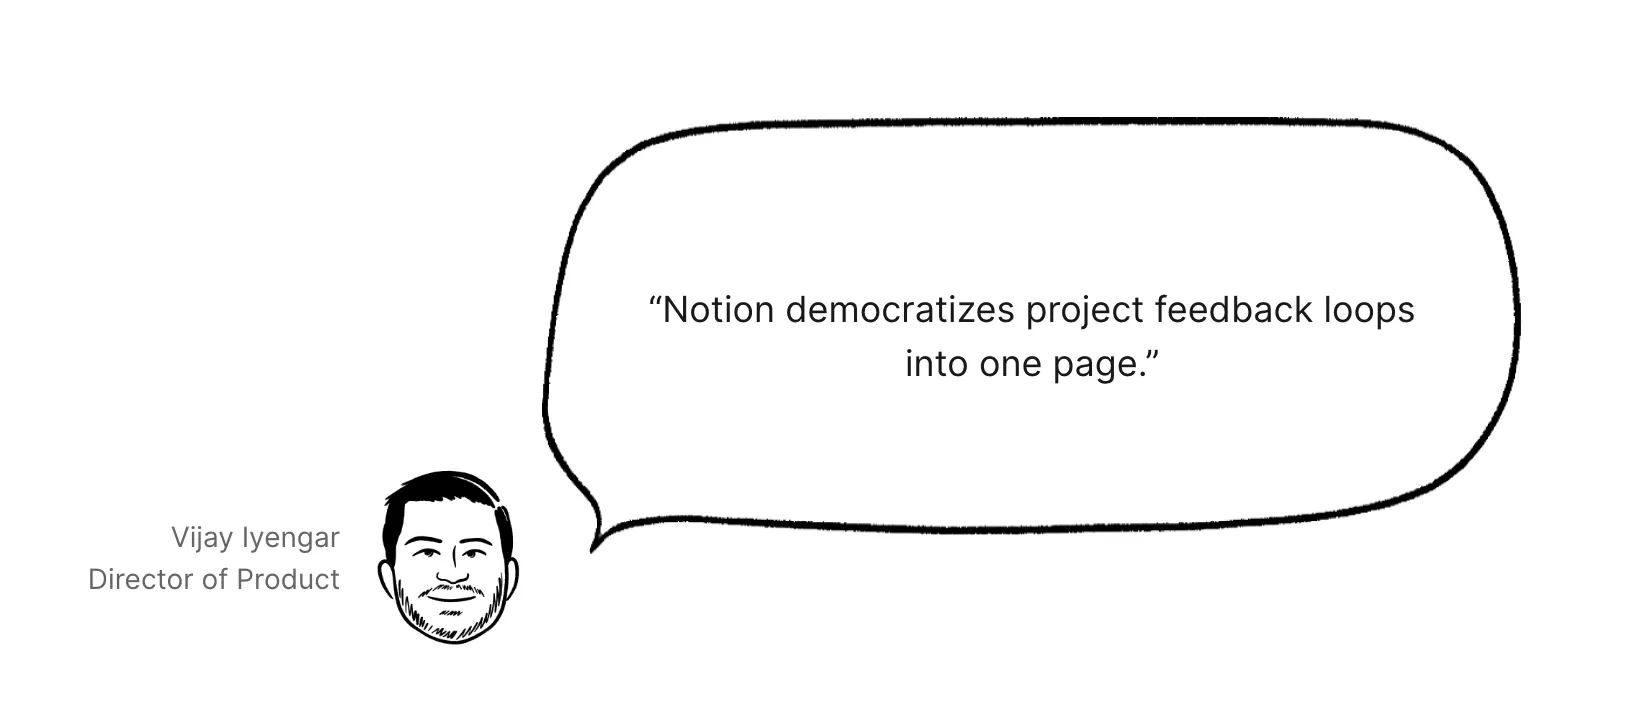 “Notion democratizes project feedback loops
into one page.”
Vijay Iyengar
Director of Product